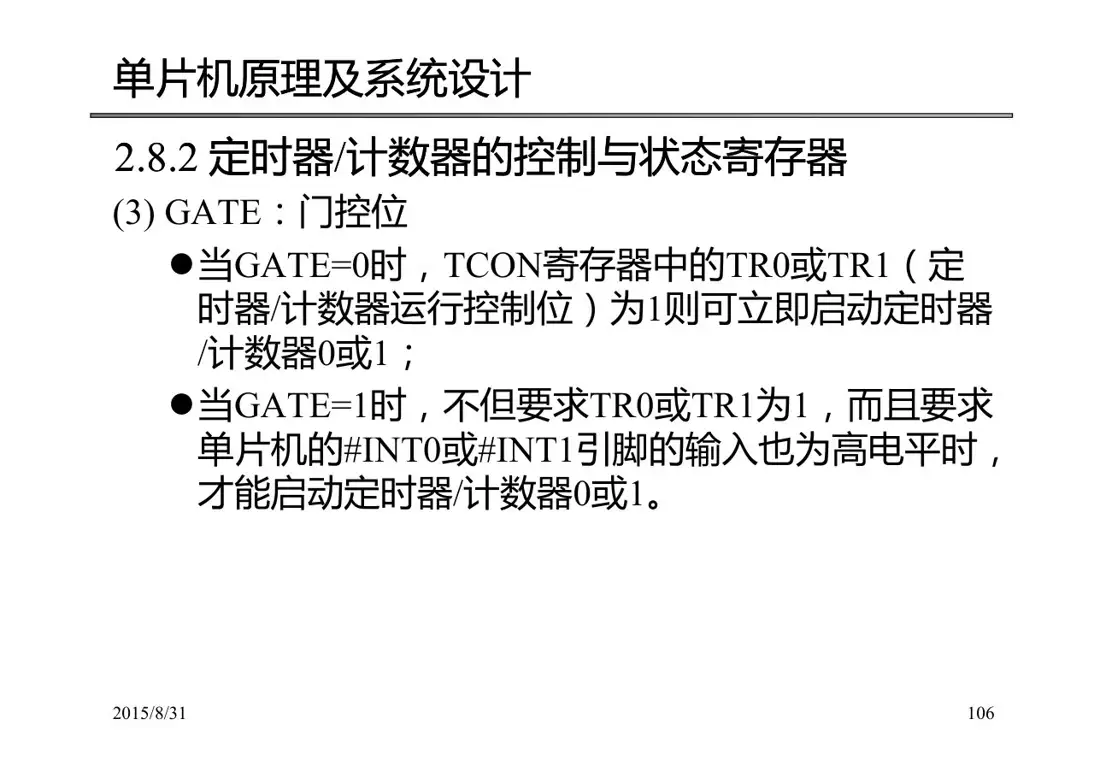 单片机原理及系统设计
2.8.2 定时器/计数器的控制与状态寄存器
(3) GATE：门控位
●当GATE=0时，TCON寄存器中的TR0或TR1（定
时器/计数器运行控制位）为1则可立即启动定时器
/计数器0或1；
●当GATE=1时，不但要求TR0或TR1为1，而且要求
单片机的#INT0或#INT1引脚的输入也为高电平时，
才能启动定时器/计数器0或1。
2015/8/31
106